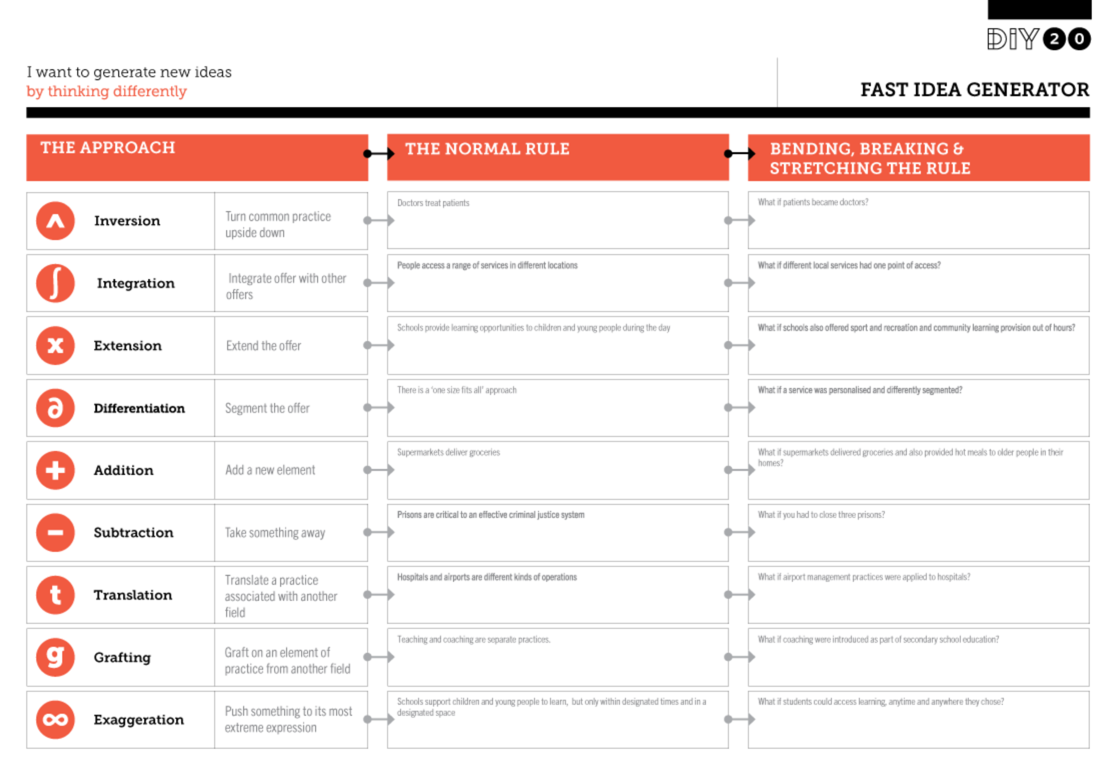 DIY20
I want to generate new ideas
by thinking differently
FAST IDEA GENERATOR
THE APPROACH
THE NORMAL RULE
BENDING, BREAKING &
STRETCHING THE RULE
^
Inversion
Turn common practice
upside down
Doctors treat patients
What if patients became doctors?
∫
Integration
Integrate offer with other
offers
People access a range of services in different locations
What if different local services had one point of access?
x
Extension
Extend the offer
Schools provide learning opportunities to children and young people during the day
What if schools also offered sport and recreation and community learning provision out of hours?
∂
Differentiation
Segment the offer
There is a 'one size fits all' approach
What if a service was personalised and differently segmented?
+
Addition
Add a new element
Supermarkets deliver groceries
What if supermarkets delivered groceries and also provided hot meals to older people in their
homes?
−
Subtraction
Take something away
Prisons are critical to an effective criminal justice system
What if you had to close three prisons?
t
Translation
Translate a practice
associated with another
field
Hospitals and airports are different kinds of operations
What if airport management practices were applied to hospitals?
g
Grafting
Graft on an element of
practice from another field
Teaching and coaching are separate practices.
What if coaching were introduced as part of secondary school education?
∞
Exaggeration
Push something to its most
extreme expression
Schools support children and young people to learn, but only within designated times and in a
designated space
What if students could access learning, anytime and anywhere they chose?